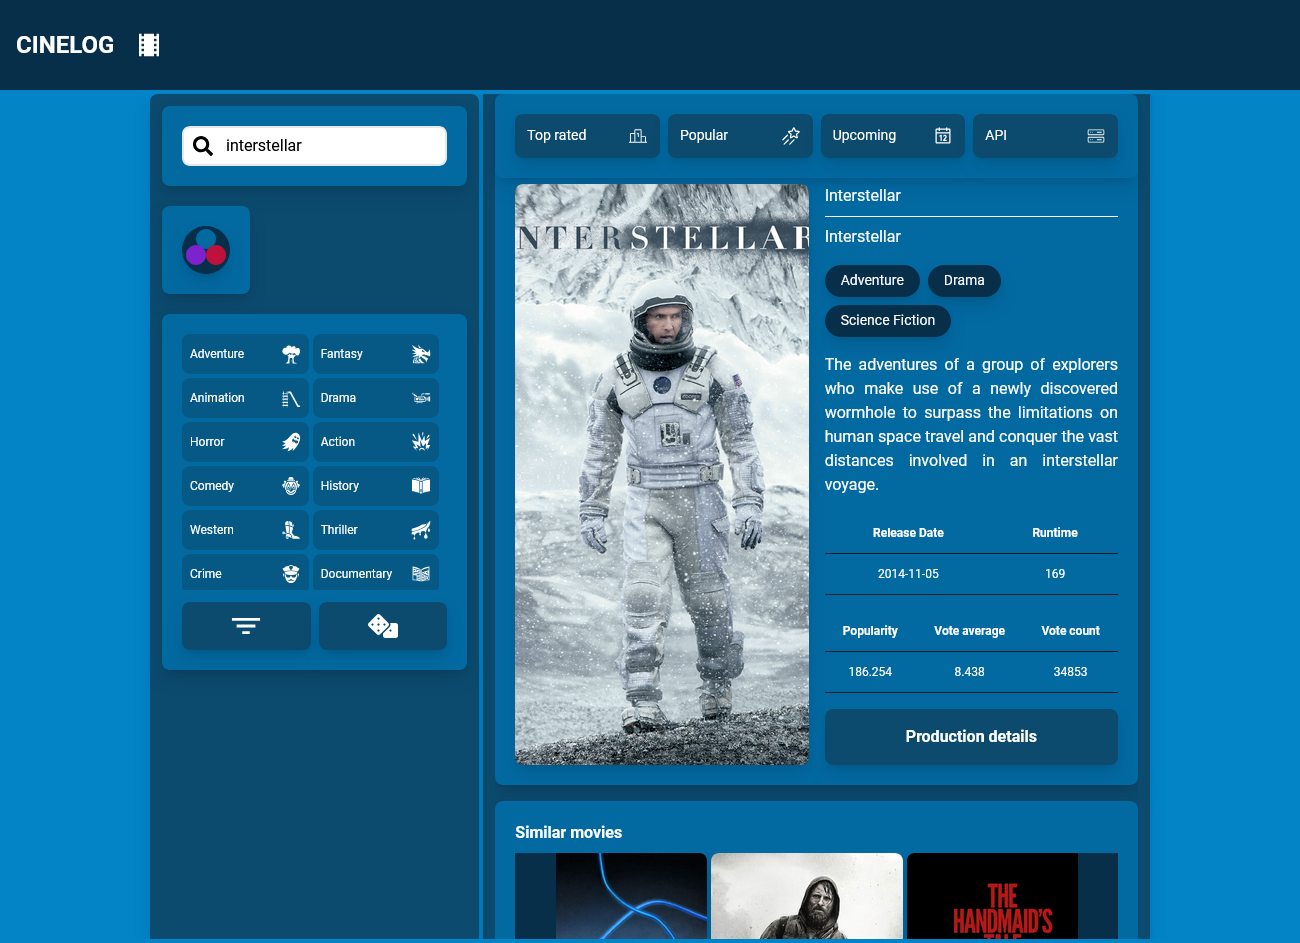 CINELOG
interstellar
Adventure
Fantasy
Animation
Drama
Horror
Action
Comedy
History
Western
Thriller
Crime
Documentary
Top rated
Popular
Upcoming
12
API
NTERSTELLAR
COOPER
Interstellar
Interstellar
Adventure
Drama
Science Fiction
The adventures of a group of explorers
who make use of a newly discovered
wormhole to surpass the limitations on
human space travel and conquer the vast
distances involved in an interstellar
voyage.
Release Date Runtime
2014-11-05 169
Popularity Vote average Vote count
186.254 8.438 34853
Production details
Similar movies
THE
HANDMAID'S
TALE